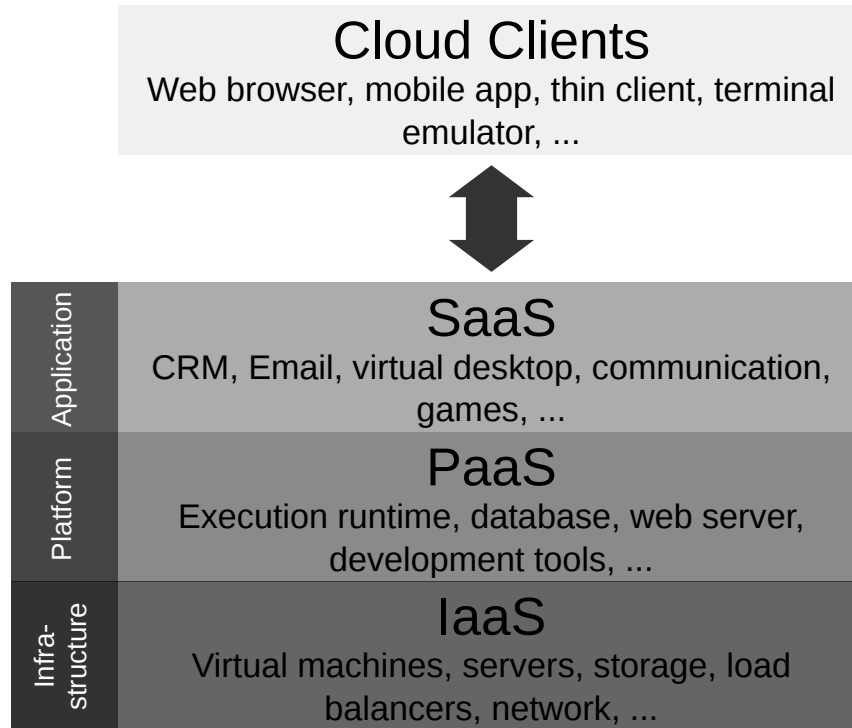 Cloud Clients
Web browser, mobile app, thin client, terminal
emulator, ...
Application
SaaS
CRM, Email, virtual desktop, communication,
games, ...
Platform
PaaS
Execution runtime, database, web server,
development tools, ...
Infra-
structure
IaaS
Virtual machines, servers, storage, load
balancers, network, ...